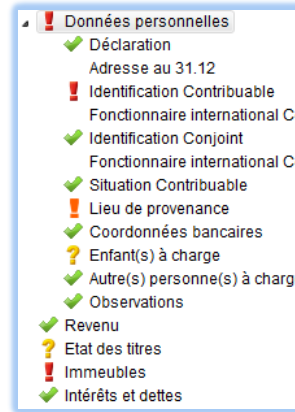 Données personnelles
Déclaration
Adresse au 31.12
Identification Contribuable
Fonctionnaire international C
Identification Conjoint
Fonctionnaire international C
Situation Contribuable
Lieu de provenance
Coordonnées bancaires
Enfant(s) à charge
Autre(s) personne(s) à charg
Observations
Revenu
Etat des titres
Immeubles
Intérêts et dettes